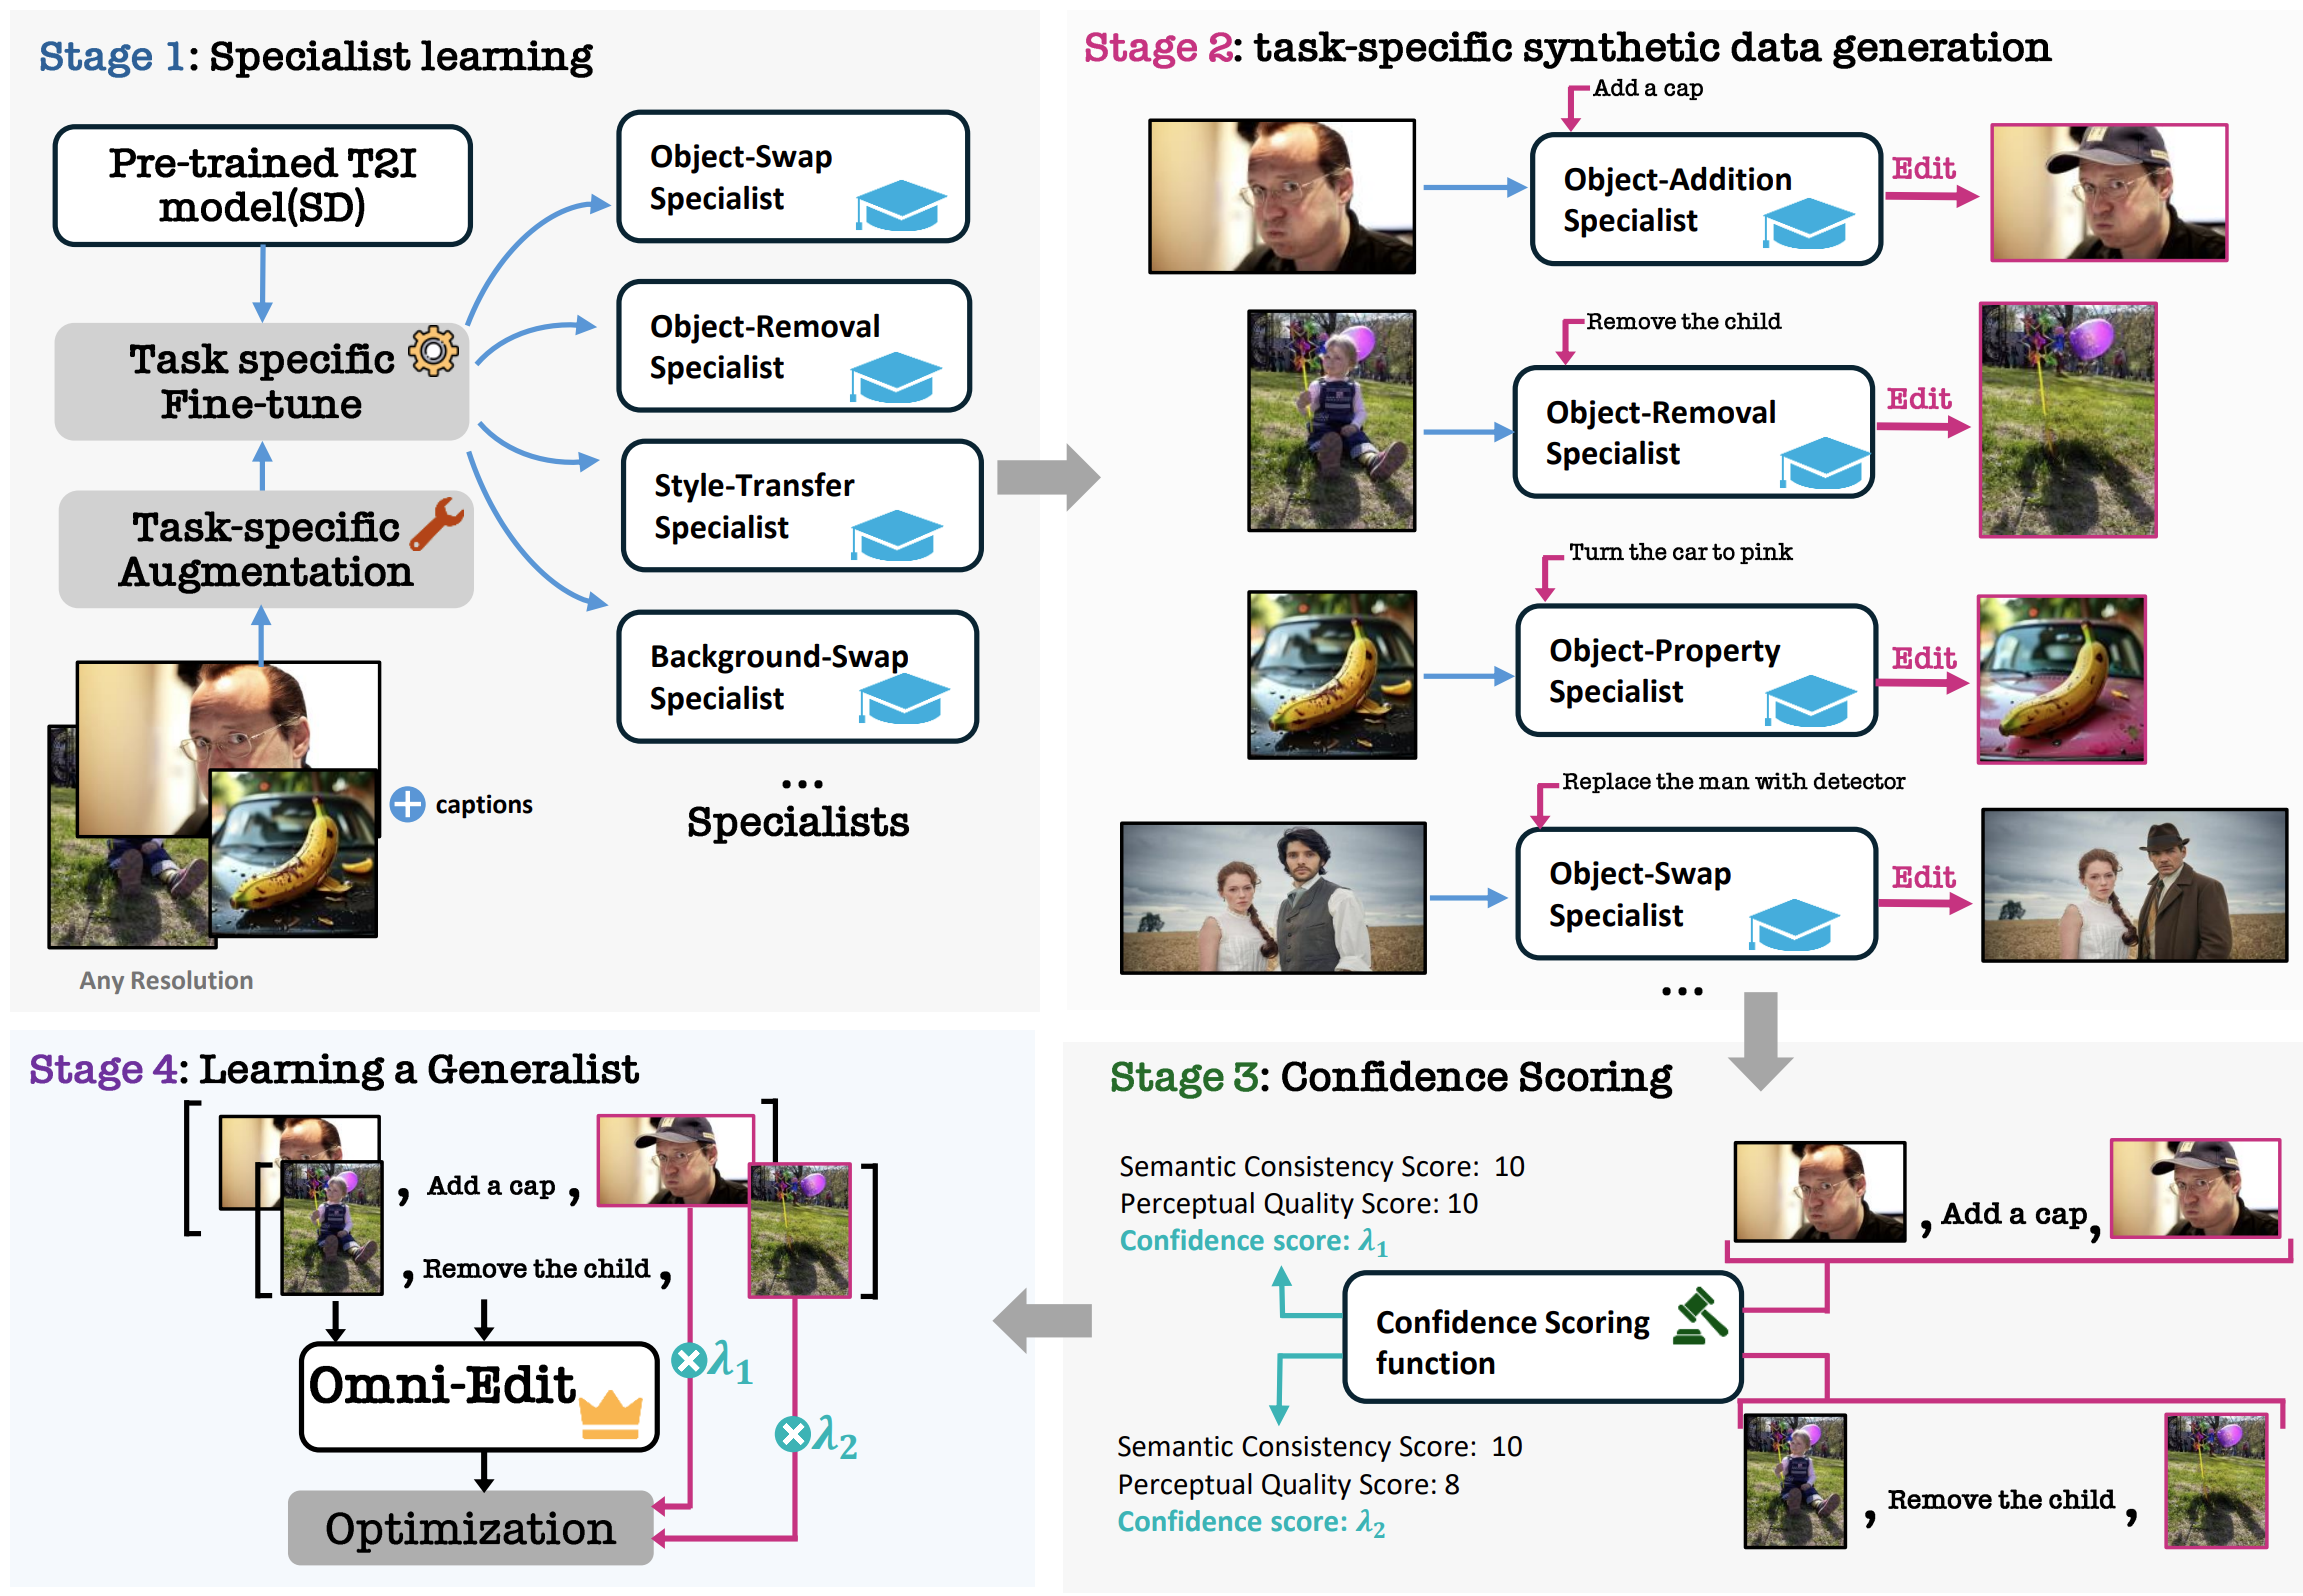 Stage 1: Specialist learning
Pre-trained T2I
model(SD)
Task specific
Fine-tune
Task-specific
Augmentation
captions
Any Resolution
Object-Swap
Specialist
Object-Removal
Specialist
Style-Transfer
Specialist
Background-Swap
Specialist
...
Specialists
Stage 2: task-specific synthetic data generation
Add a cap
Object-Addition
Specialist
Edit
Remove the child
Object-Removal
Specialist
Edit
Turn the car to pink
Object-Property
Specialist
Edit
Replace the man with detector
Object-Swap
Specialist
Edit
...
Stage 3: Confidence Scoring
Semantic Consistency Score: 10
Perceptual Quality Score: 10
Confidence score: λ1
, Add a cap,
Confidence Scoring
function
Semantic Consistency Score: 10
Perceptual Quality Score: 8
Confidence score: λ2
, Remove the child ,
Stage 4: Learning a Generalist
[ , Add a cap , ]
[ , Remove the child , ]
Omni-Edit
λ1
λ2
Optimization